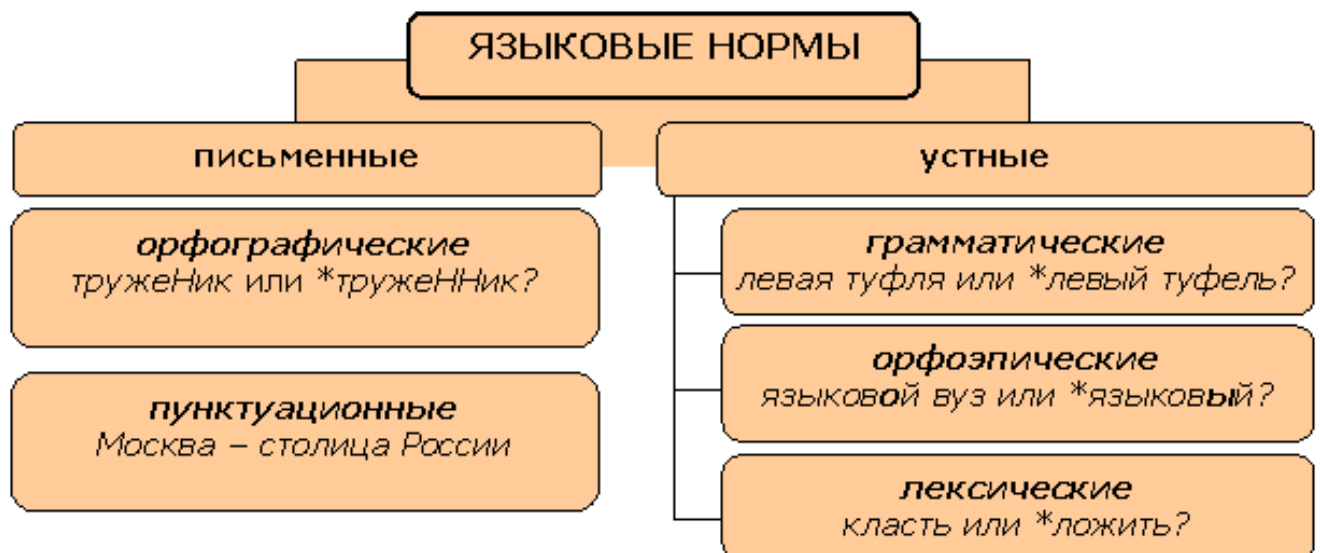 ЯЗЫКОВЫЕ НОРМЫ
письменные
орфографические
тружеНик или *тружеННик?
пунктуационные
Москва – столица России
устные
грамматические
левая туфля или *левый туфель?
орфоэпические
языковой вуз или *языковый?
лексические
класть или *ложить?